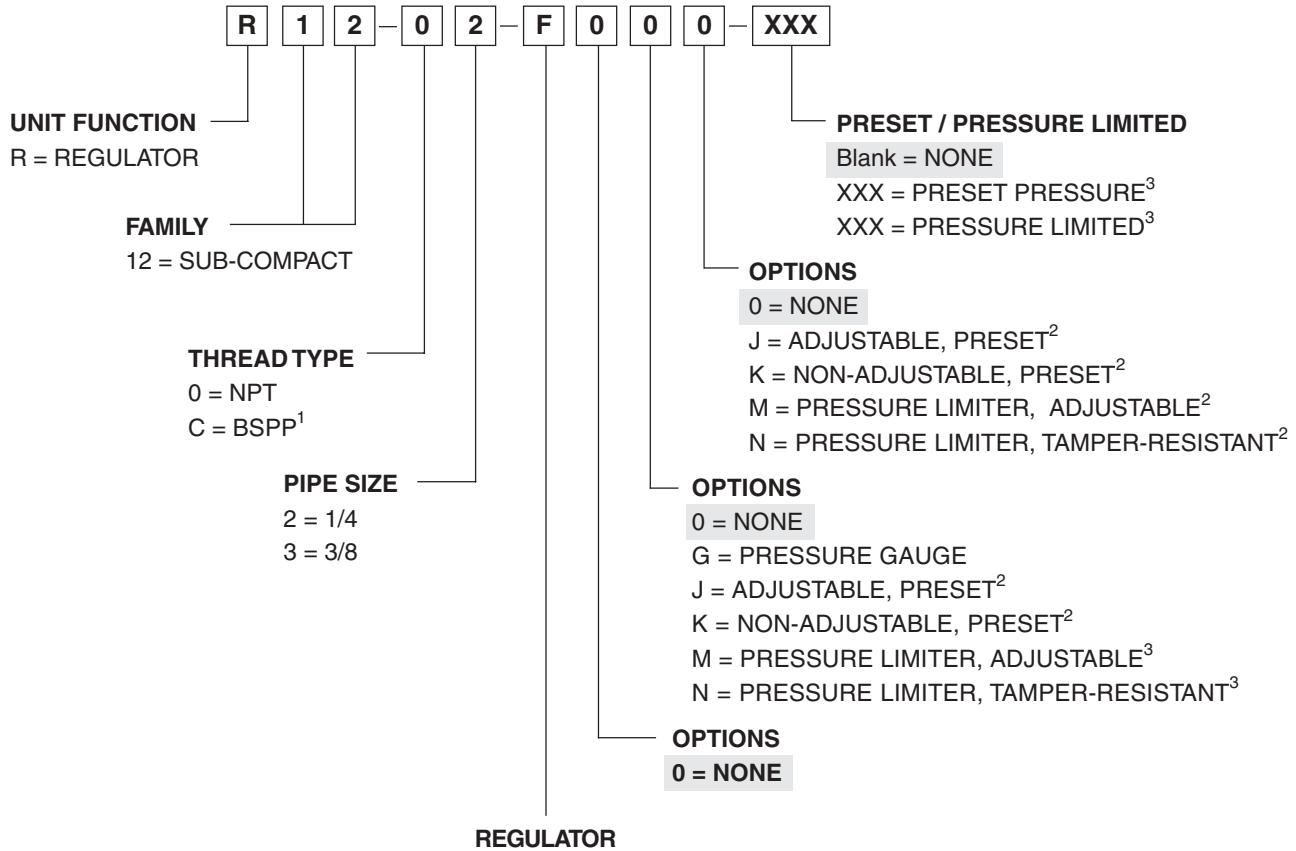 R 1 2 – 0 2 – F 0 0 0 – XXX
UNIT FUNCTION
R = REGULATOR
FAMILY
12 = SUB-COMPACT
THREAD TYPE
0 = NPT
C = BSPP¹
PIPE SIZE
2 = 1/4
3 = 3/8
PRESET / PRESSURE LIMITED
Blank = NONE
XXX = PRESET PRESSURE³
XXX = PRESSURE LIMITED³
OPTIONS
0 = NONE
J = ADJUSTABLE, PRESET²
K = NON-ADJUSTABLE, PRESET²
M = PRESSURE LIMITER, ADJUSTABLE²
N = PRESSURE LIMITER, TAMPER-RESISTANT²
OPTIONS
0 = NONE
G = PRESSURE GAUGE
J = ADJUSTABLE, PRESET²
K = NON-ADJUSTABLE, PRESET²
M = PRESSURE LIMITER, ADJUSTABLE³
N = PRESSURE LIMITER, TAMPER-RESISTANT³
OPTIONS
0 = NONE
REGULATOR